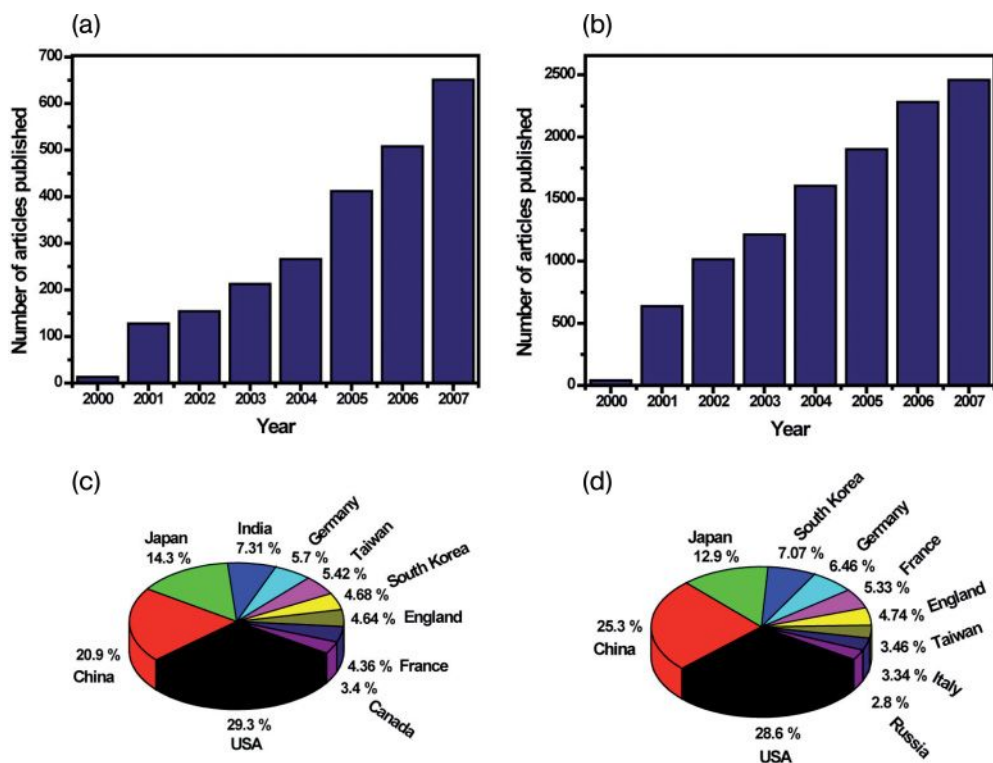 (a)
Number of articles published
700
600
500
400
300
200
100
0
2000 2001 2002 2003 2004 2005 2006 2007
Year
(b)
Number of articles published
2500
2000
1500
1000
500
0
2000 2001 2002 2003 2004 2005 2006 2007
Year
(c)
Japan
14.3 %
India
7.31 %
Germany
5.7 %
Taiwan
5.42 %
South Korea
4.68 %
4.64 % England
4.36 % France
3.4 %
Canada
29.3 %
USA
20.9 %
China
(d)
Japan
12.9 %
South Korea
7.07 %
Germany
6.46 %
France
5.33 %
England
4.74 %
Taiwan
3.46 %
Italy
3.34 %
Russia
2.8 %
28.6 %
USA
25.3 %
China